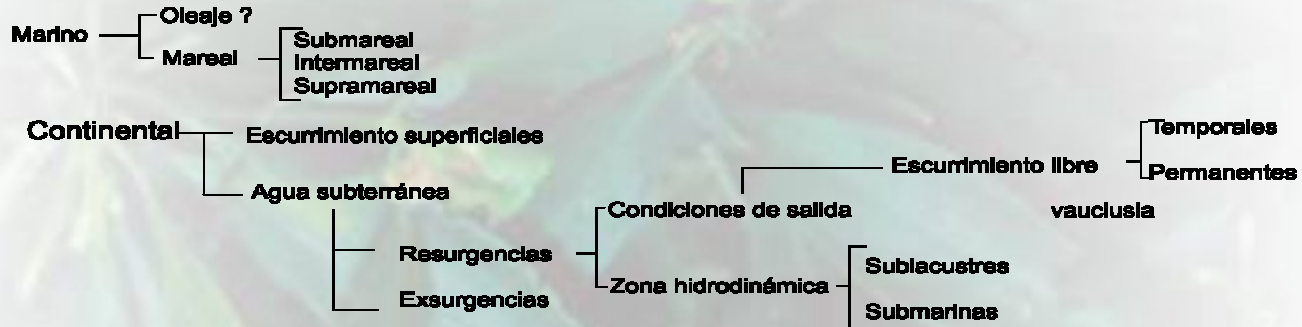 Marino
Oleaje ?
Mareal
Submareal
Intermareal
Supramareal
Continental
Escurrimiento superficiales
Agua subterránea
Resurgencias
Exsurgencias
Condiciones de salida
Zona hidrodinámica
Escurrimiento libre
Temporales
Permanentes
vauclusia
Sublacustres
Submarinas